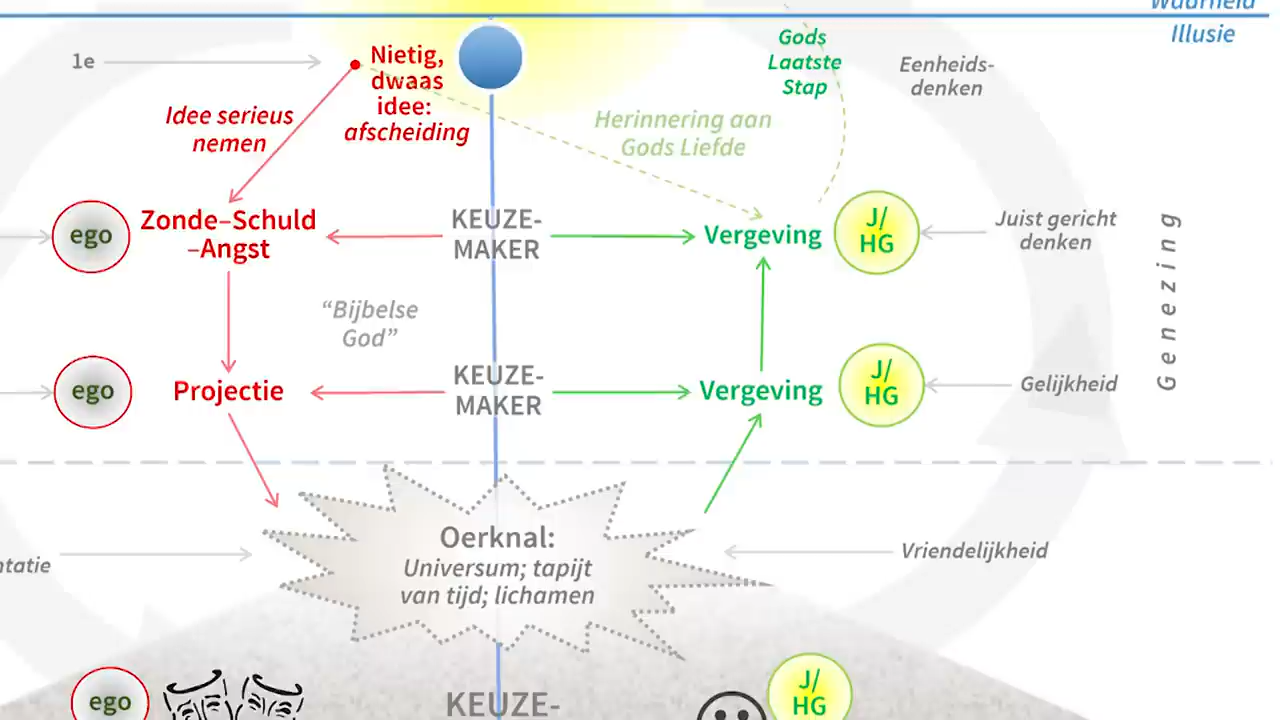 Waarheid
Illusie
1e
Nietig,
dwaas
idee:
afscheiding
Gods
Laatste
Stap
Eenheids-
denken
Idee serieus
nemen
Herinnering aan
Gods Liefde
ego
Zonde–Schuld
–Angst
KEUZE-
MAKER
Vergeving
J/
HG
Juist gericht
denken
Genezing
“Bijbelse
God”
ego
Projectie
KEUZE-
MAKER
Vergeving
J/
HG
Gelijkheid
Oerknal:
Universum; tapijt
van tijd; lichamen
Vriendelijkheid
ego
KEUZE-
J/
HG